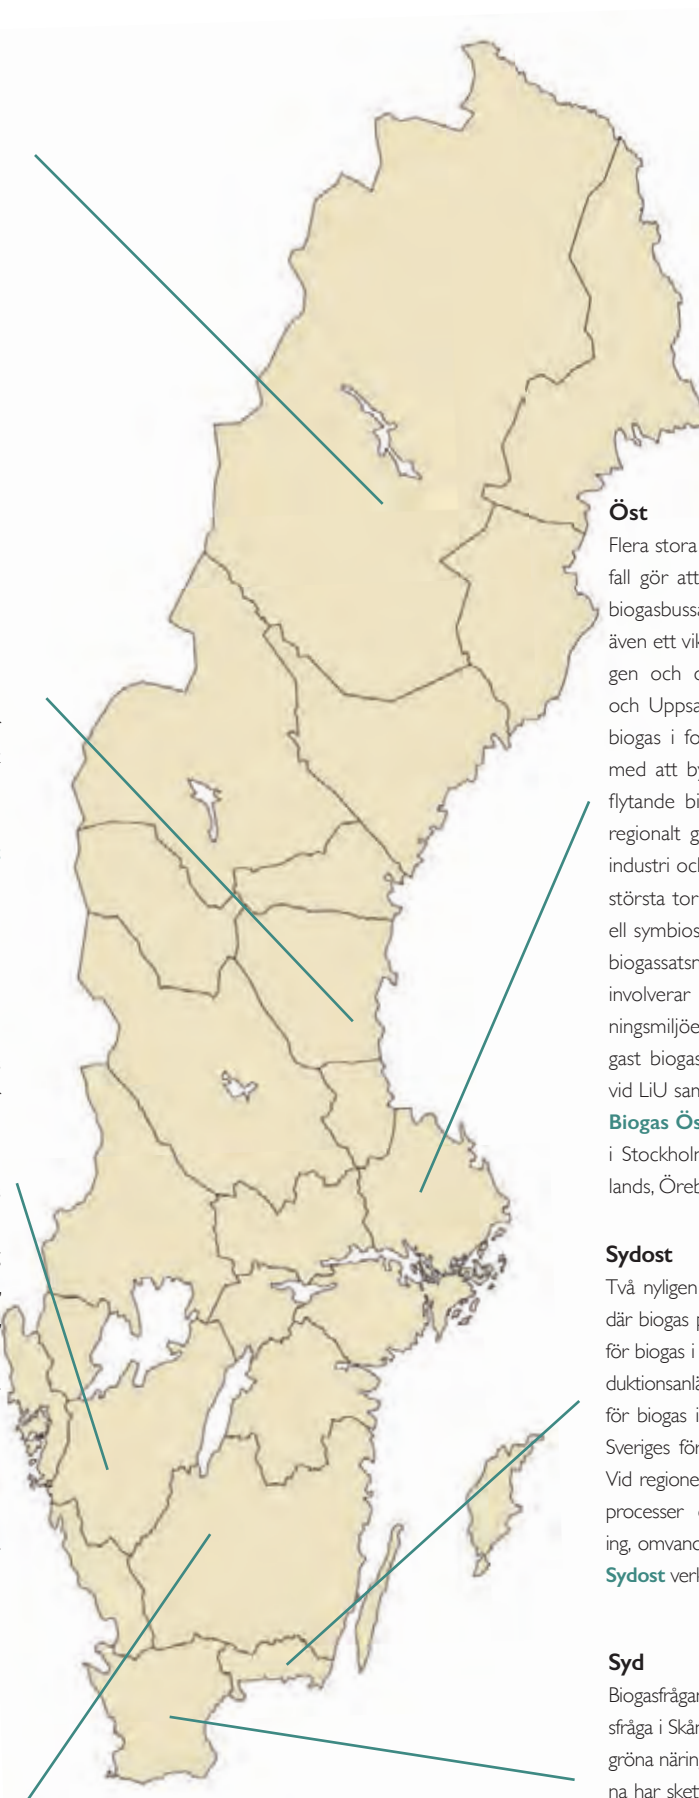 Öst
Flera stora
fall gör att
biogasbussa
även ett vik
gen och o
och Uppsa
biogas i fo
med att by
flytande bi
regionalt g
industri och
största tor
ell symbios
biogassatsn
involverar
ningsmiljöe
gast biogas
vid LiU sam
Biogas Ös
i Stockholm
lands, Öreb
Sydost
Två nyligen
där biogas p
för biogas i
duktionsanlä
för biogas i
Sveriges för
Vid regione
processer
ing, omvand
Sydost verk
Syd
Biogasfrågan
sfråga i Skån
gröna näring
na har skett